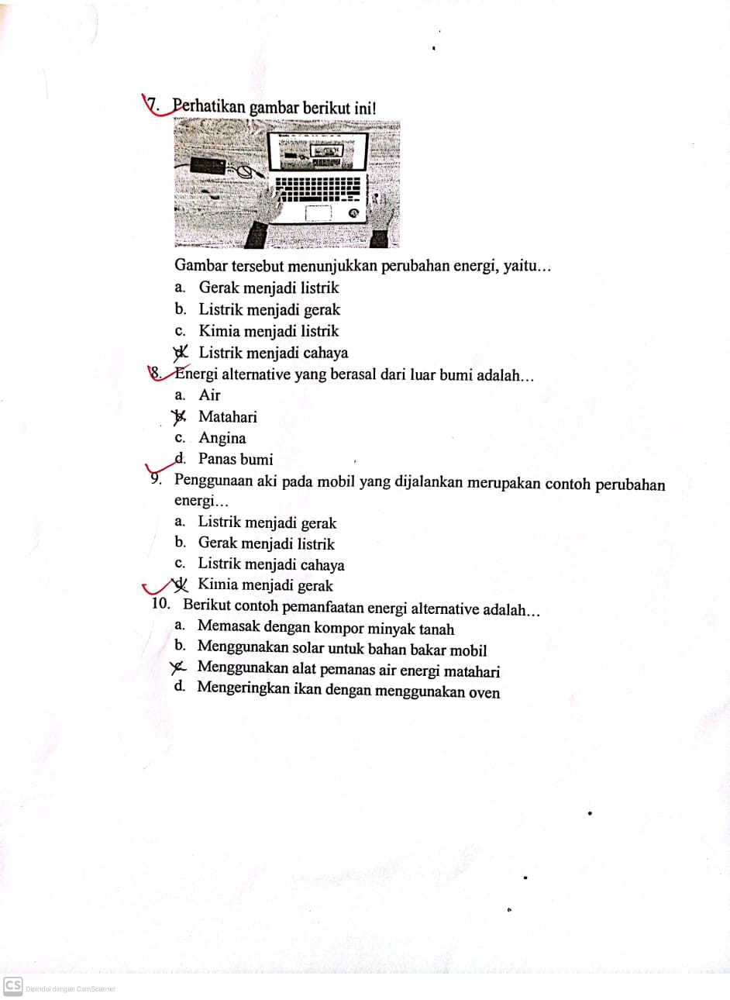 7. Perhatikan gambar berikut ini!
Gambar tersebut menunjukkan perubahan energi, yaitu…
a. Gerak menjadi listrik
b. Listrik menjadi gerak
c. Kimia menjadi listrik
d. Listrik menjadi cahaya
8. Energi alternative yang berasal dari luar bumi adalah…
a. Air
b. Matahari
c. Angina
d. Panas bumi
9. Penggunaan aki pada mobil yang dijalankan merupakan contoh perubahan
energi…
a. Listrik menjadi gerak
b. Gerak menjadi listrik
c. Listrik menjadi cahaya
d. Kimia menjadi gerak
10. Berikut contoh pemanfaatan energi alternative adalah…
a. Memasak dengan kompor minyak tanah
b. Menggunakan solar untuk bahan bakar mobil
c. Menggunakan alat pemanas air energi matahari
d. Mengeringkan ikan dengan menggunakan oven
CS Dipindai dengan CamScanner